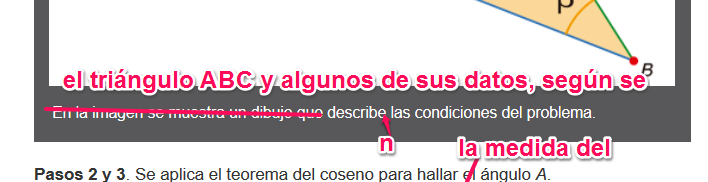 β
B
el triángulo ABC y algunos de sus datos, según se
En la imagen se muestra un dibujo que describe las condiciones del problema.
n
la medida del
Pasos 2 y 3. Se aplica el teorema del coseno para hallar el ángulo A.